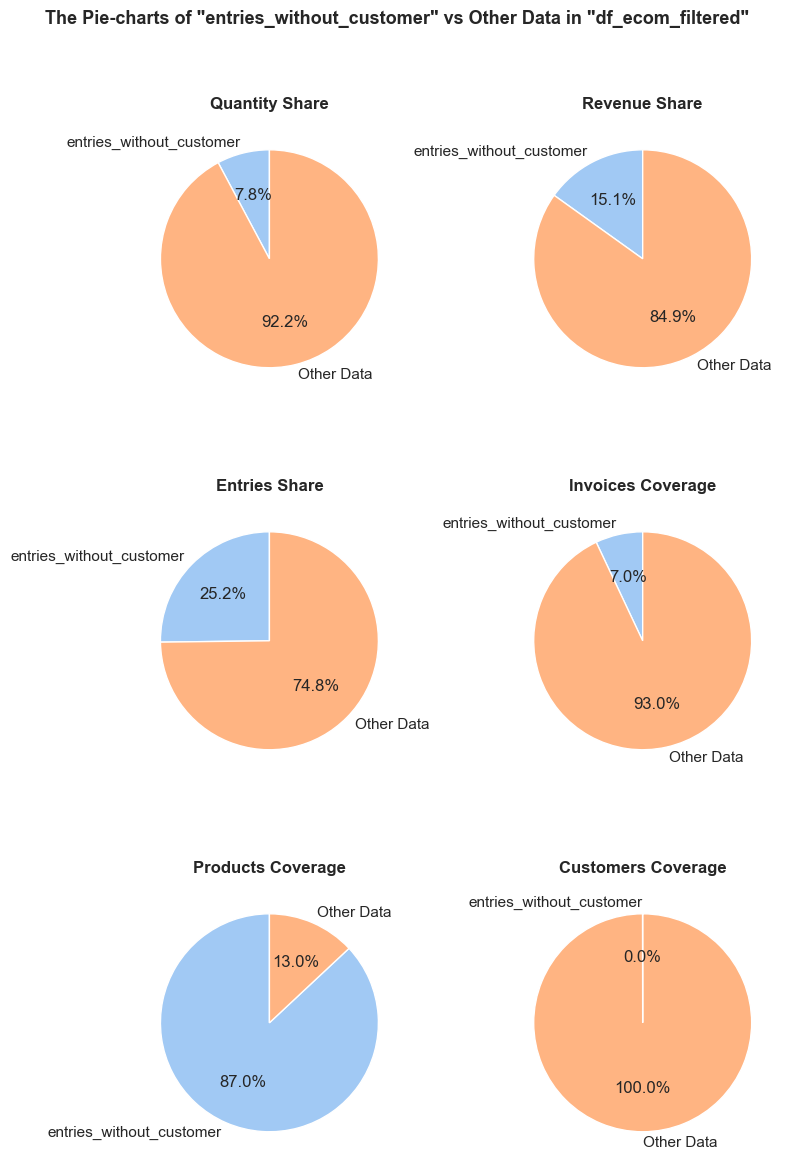 The Pie-charts of "entries_without_customer" vs Other Data in "df_ecom_filtered"
Quantity Share
entries_without_customer
7.8%
92.2%
Other Data
Revenue Share
entries_without_customer
15.1%
84.9%
Other Data
Entries Share
entries_without_customer
25.2%
74.8%
Other Data
Invoices Coverage
entries_without_customer
7.0%
93.0%
Other Data
Products Coverage
Other Data
13.0%
87.0%
entries_without_customer
Customers Coverage
entries_without_customer
0.0%
100.0%
Other Data